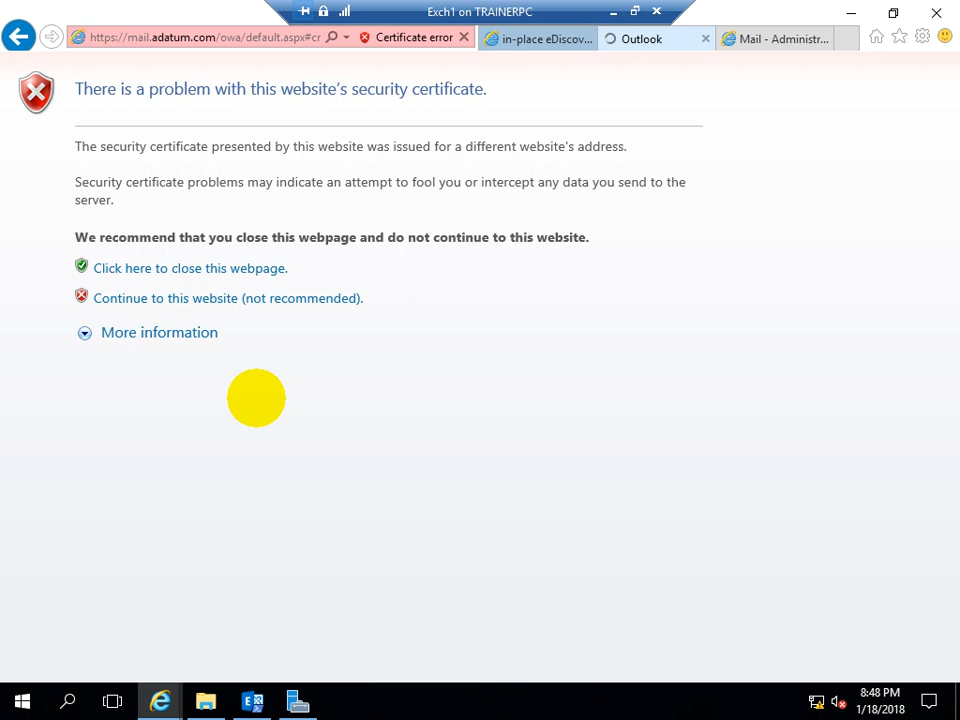 Exch1 on TRAINERPC
https://mail.adatum.com/owa/default.aspx#cr
Certificate error
in-place eDiscov...
Outlook
Mail - Administr...
There is a problem with this website's security certificate.
The security certificate presented by this website was issued for a different website's address.
Security certificate problems may indicate an attempt to fool you or intercept any data you send to the
server.
We recommend that you close this webpage and do not continue to this website.
Click here to close this webpage.
Continue to this website (not recommended).
More information
8:48 PM
1/18/2018